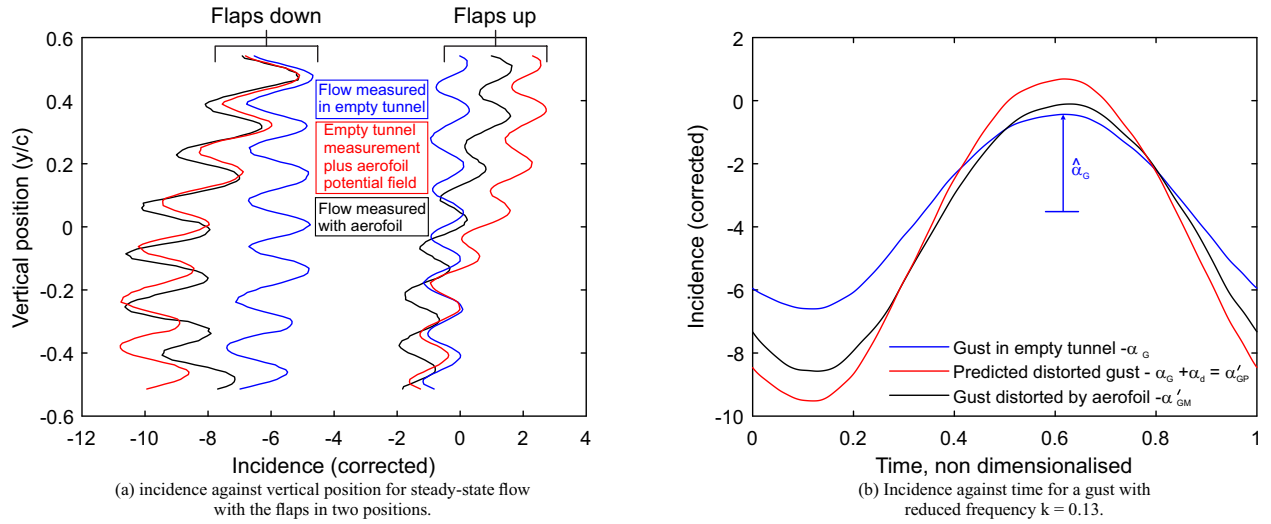 Flaps down
Flaps up
0.6
0.4
0.2
0
-0.2
-0.4
-0.6
Vertical position (y/c)
Flow measured
in empty tunnel
Empty tunnel
measurement
plus aerofoil
potential field
Flow measured
with aerofoil
-12
-10
-8
-6
-4
-2
0
2
4
Incidence (corrected)
(a) incidence against vertical position for steady-state flow
with the flaps in two positions.
2
0
-2
-4
-6
-8
-10
Incidence (corrected)
α̂G
Gust in empty tunnel -αG
Predicted distorted gust - αG +αd = α′GP
Gust distorted by aerofoil -α′GM
0
0.2
0.4
0.6
0.8
1
Time, non dimensionalised
(b) Incidence against time for a gust with
reduced frequency k = 0.13.